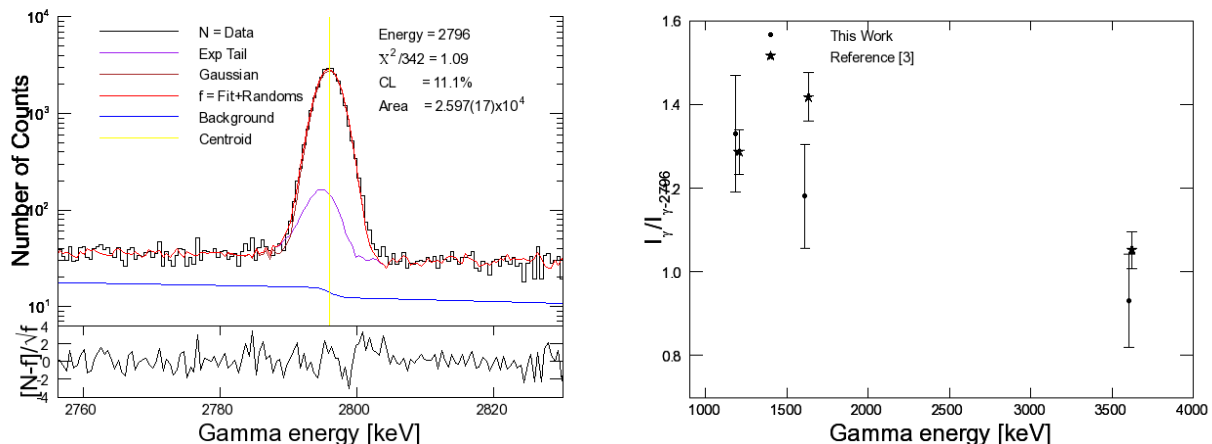 10⁴
10³
10²
10¹
Number of Counts
N = Data
Exp Tail
Gaussian
f = Fit+Randoms
Background
Centroid
Energy = 2796
X²/342 = 1.09
CL = 11.1%
Area = 2.597(17)x10⁴
4
2
0
-2
-4
[N-f]/√f
2760 2780 2800 2820
Gamma energy [keV]
1.6
1.4
1.2
1.0
0.8
Iγ/Iγ-2796
This Work
Reference [3]
1000 1500 2000 2500 3000 3500 4000
Gamma energy [keV]